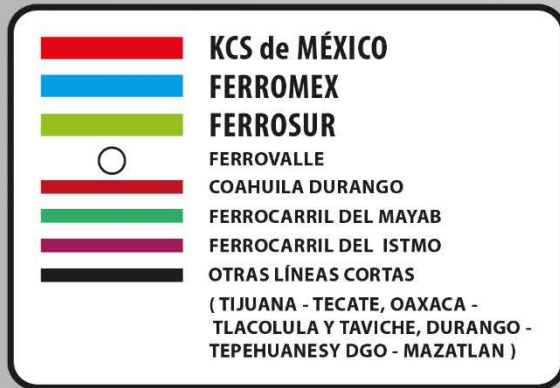 KCS de MÉXICO
FERROMEX
FERROSUR
FERROVALLE
COAHUILA DURANGO
FERROCARRIL DEL MAYAB
FERROCARRIL DEL ISTMO
OTRAS LÍNEAS CORTAS
( TIJUANA - TECATE, OAXACA -
TLACOLULA Y TAVICHE, DURANGO -
TEPEHUANESY DGO - MAZATLAN )